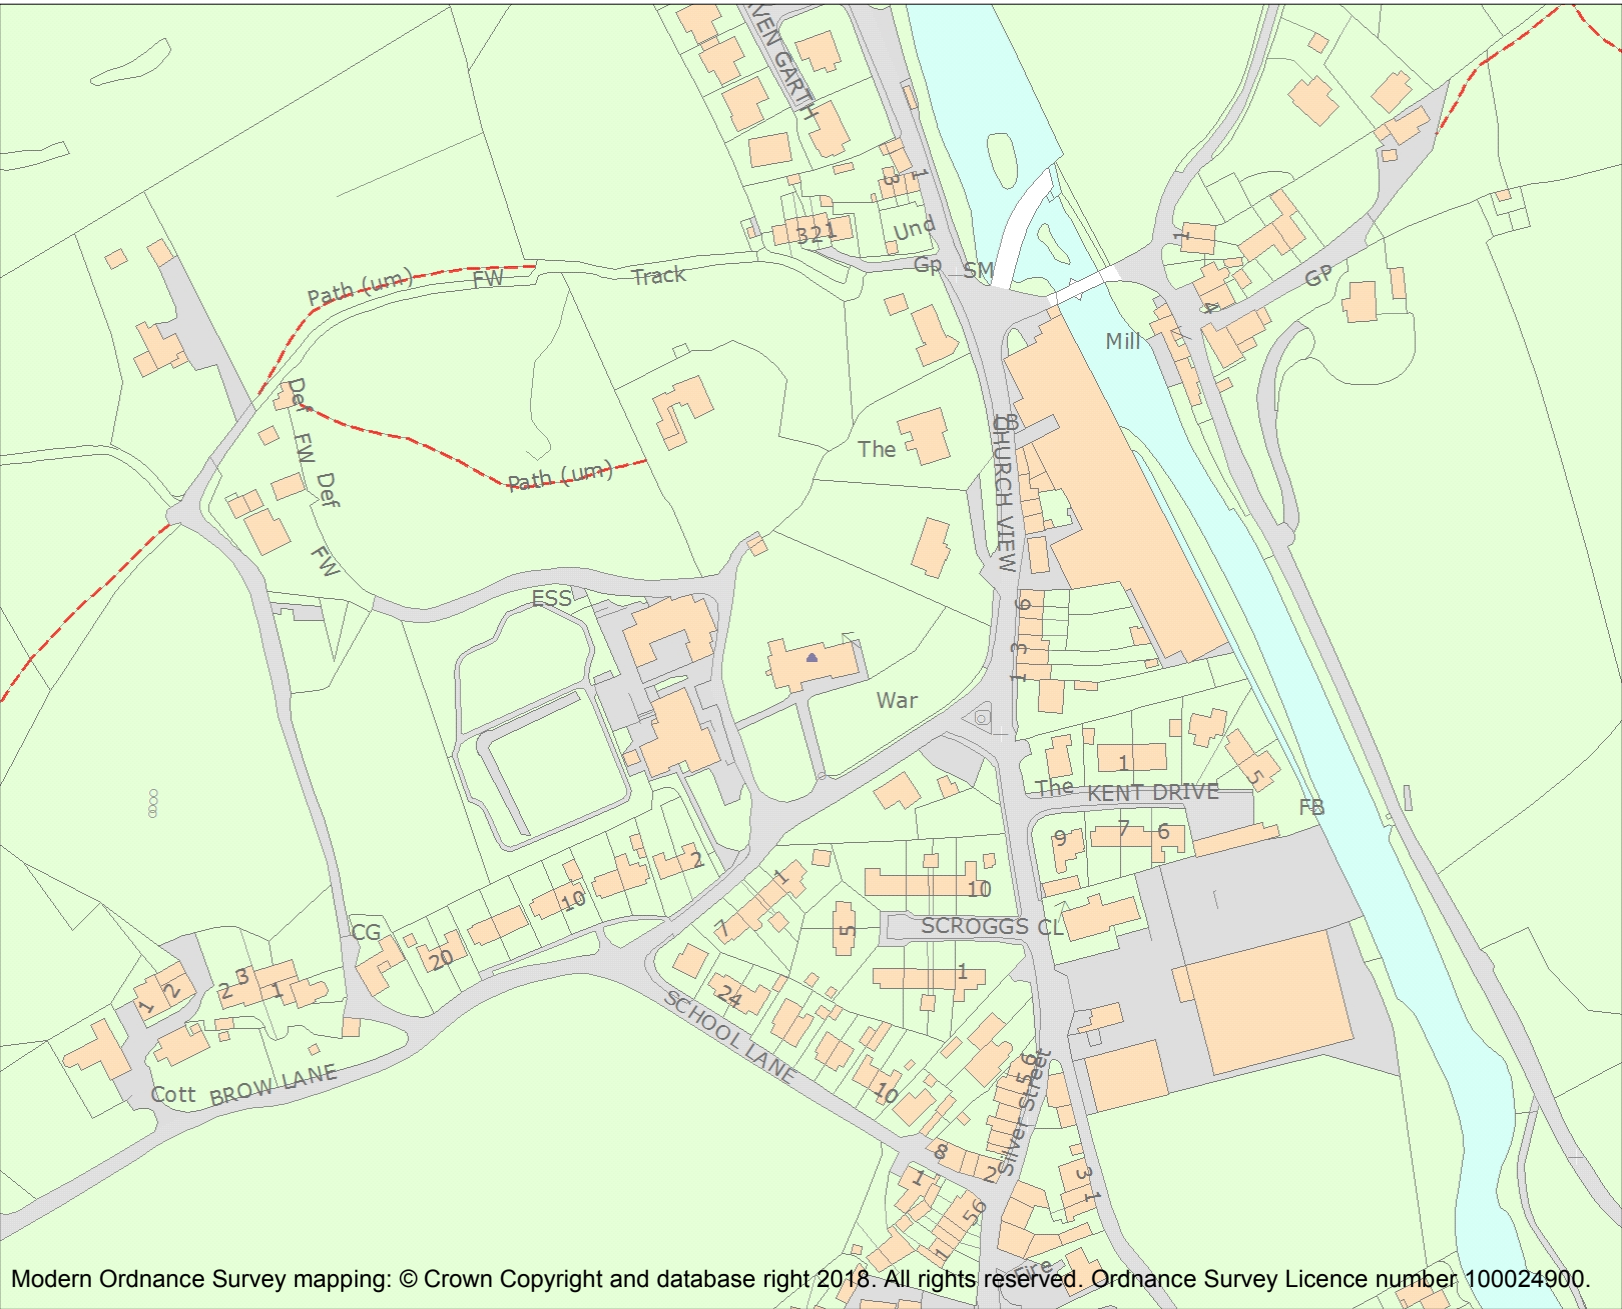 VEN GARTH
3
1
321
Und
Gp
SM
1
GP
4
Path (um)
FW
Track
Mill
Def
FW
Def
FW
Path (um)
The
LB
CHURCH VIEW
ESS
6
3
1
War
1
5
The
KENT DRIVE
FB
9
7
6
2
10
1
7
10
5
SCROGGS CL
CG
20
1
2
2
3
1
24
1
SCHOOL LANE
10
5 6
Silver Street
Cott
BROW LANE
8
2
1
3
1
56
1
Fire
Modern Ordnance Survey mapping: © Crown Copyright and database right 2018. All rights reserved. Ordnance Survey Licence number 100024900.